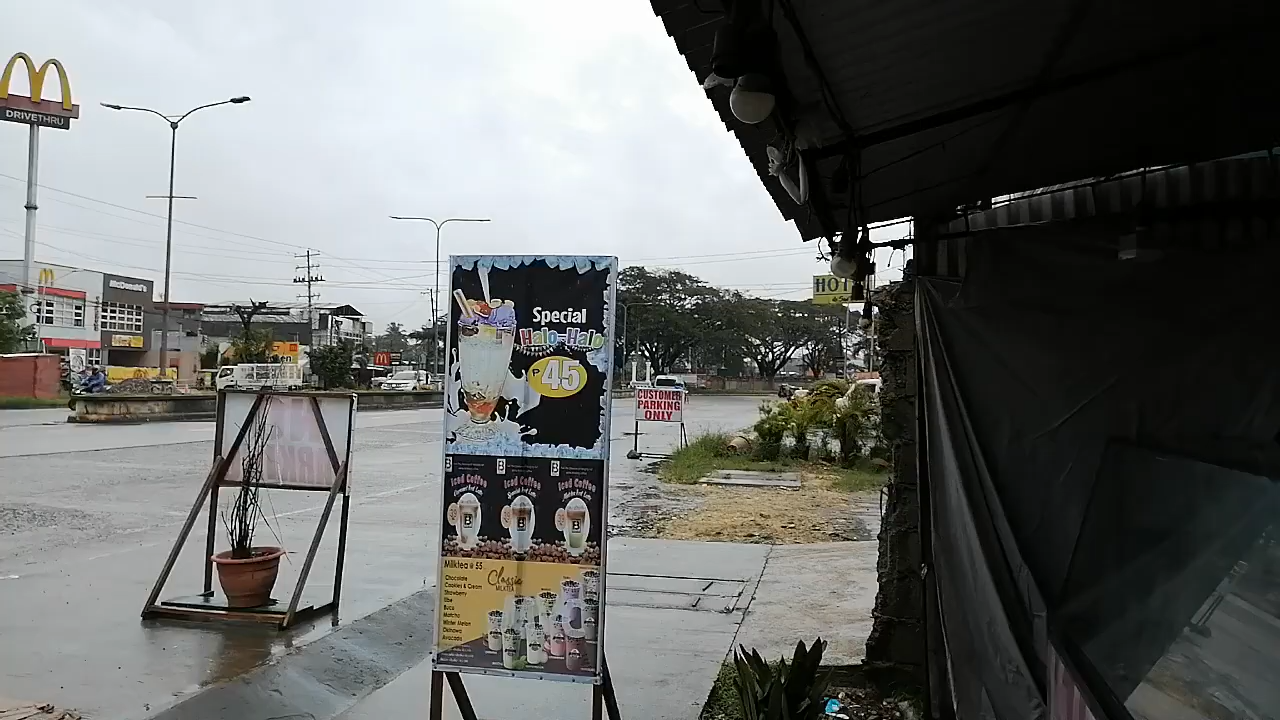 DRIVETHRU
McDonald's
HOT
Special
Halo-Halo
₱45
CUSTOMER
PARKING
ONLY
Iced Coffee
Iced Coffee
Iced Coffee
Milktea @ 55
Classic
MILKTEA
Chocolate
Cookies & Cream
Strawberry
Ube
Buco
Matcha
Winter Melon
Okinawa
Avocado